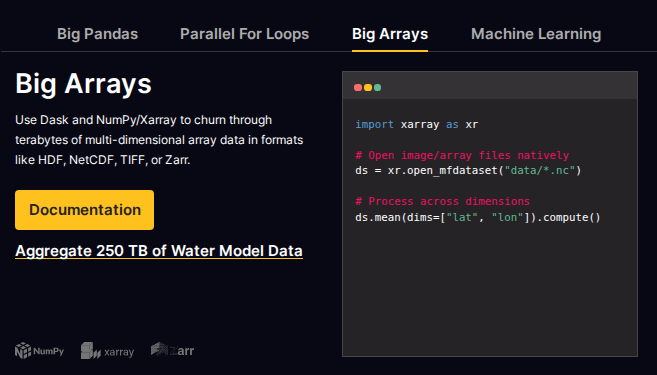 Big Pandas
Parallel For Loops
Big Arrays
Machine Learning
Big Arrays
Use Dask and NumPy/Xarray to churn through
terabytes of multi-dimensional array data in formats
like HDF, NetCDF, TIFF, or Zarr.
Documentation
Aggregate 250 TB of Water Model Data
import xarray as xr
# Open image/array files natively
ds = xr.open_mfdataset("data/*.nc")
# Process across dimensions
ds.mean(dims=["lat", "lon"]).compute()
NumPy
xarray
Zarr